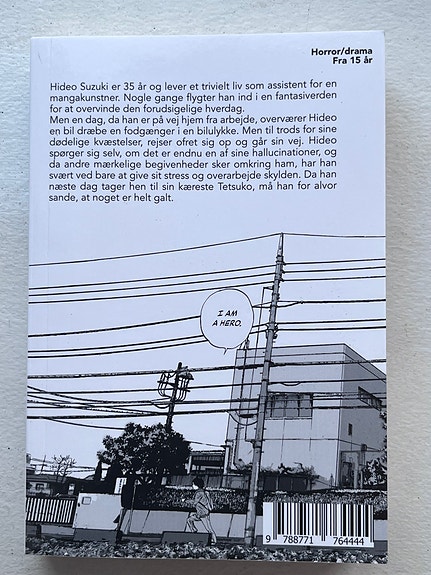 Horror/drama
Fra 15 år
Hideo Suzuki er 35 år og lever et trivielt liv som assistent for en
mangakunstner. Nogle gange flygter han ind i en fantasiverden
for at overvinde den forudsigelige hverdag.
Men en dag, da han er på vej hjem fra arbejde, overværer Hideo
en bil dræbe en fodgænger i en bilulykke. Men til trods for sine
dødelige kvæstelser, rejser ofret sig op og går sin vej. Hideo
spørger sig selv, om det er endnu en af sine hallucinationer, og
da andre mærkelige begivenheder sker omkring ham, har han
svært ved bare at give sit stress og overarbejde skylden. Da han
næste dag tager hen til sin kæreste Tetsuko, må han for alvor
sande, at noget er helt galt.
I AM
A HERO.
9 788771 764444